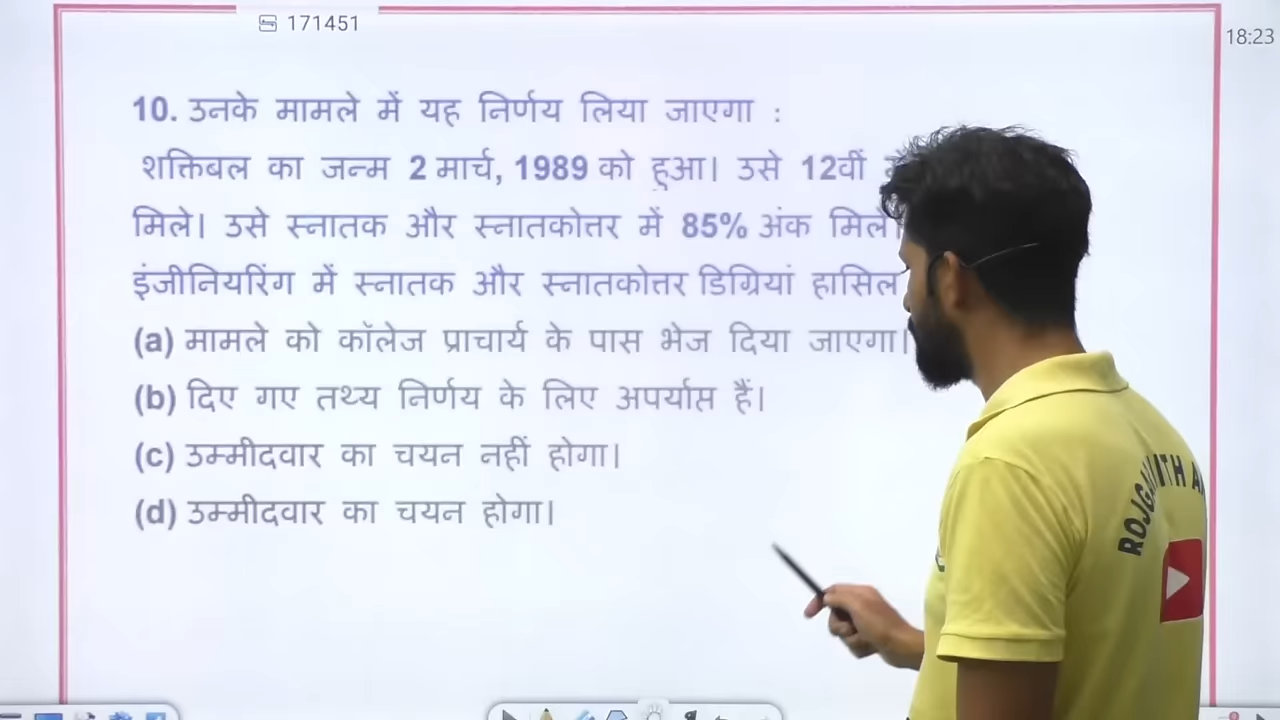 171451
18:23
10. उनके मामले में यह निर्णय लिया जाएगा :
शक्तिबल का जन्म 2 मार्च, 1989 को हुआ। उसे 12वीं
मिले। उसे स्नातक और स्नातकोत्तर में 85% अंक मिले।
इंजीनियरिंग में स्नातक और स्नातकोत्तर डिग्रियां हासिल
(a) मामले को कॉलेज प्राचार्य के पास भेज दिया जाएगा।
(b) दिए गए तथ्य निर्णय के लिए अपर्याप्त हैं।
(c) उम्मीदवार का चयन नहीं होगा।
(d) उम्मीदवार का चयन होगा।